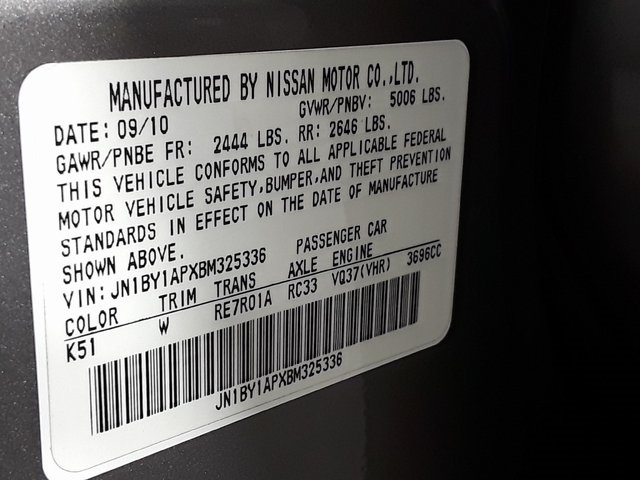 MANUFACTURED BY NISSAN MOTOR CO.,LTD.
DATE: 09/10 GVWR/PNBV: 5006 LBS.
GAWR/PNBE FR: 2444 LBS. RR: 2646 LBS.
THIS VEHICLE CONFORMS TO ALL APPLICABLE FEDERAL
MOTOR VEHICLE SAFETY,BUMPER,AND THEFT PREVENTION
STANDARDS IN EFFECT ON THE DATE OF MANUFACTURE
SHOWN ABOVE.
VIN: JN1BY1APXBM325336 PASSENGER CAR
COLOR TRIM TRANS AXLE ENGINE
K51 W RE7R01A RC33 VQ37(VHR) 3696CC
JN1BY1APXBM325336